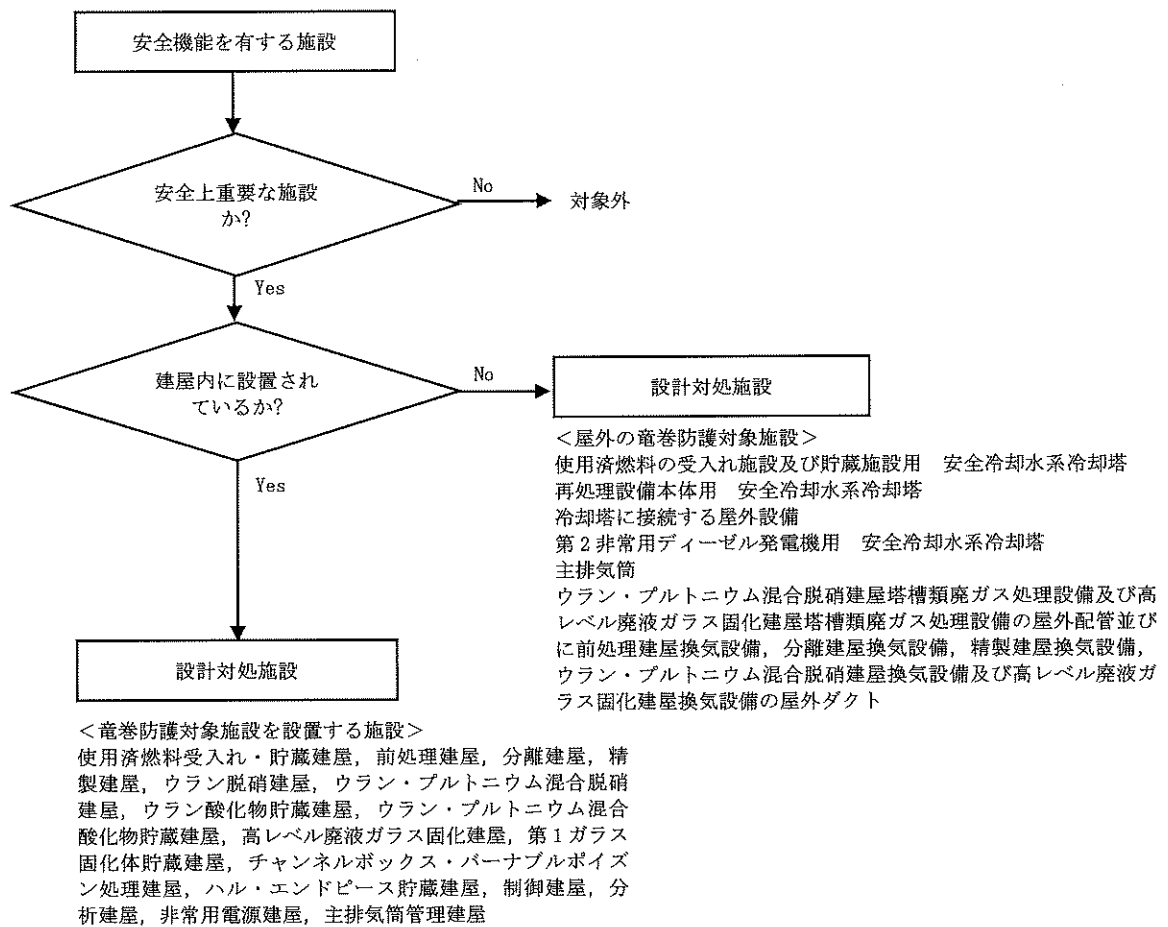 安全機能を有する施設
安全上重要な施設
か?
No
対象外
Yes
建屋内に設置され
ているか?
No
設計対処施設
<屋外の竜巻防護対象施設>
使用済燃料の受入れ施設及び貯蔵施設用　安全冷却水系冷却塔
再処理設備本体用　安全冷却水系冷却塔
冷却塔に接続する屋外設備
第2非常用ディーゼル発電機用　安全冷却水系冷却塔
主排気筒
ウラン・プルトニウム混合脱硝建屋塔槽類廃ガス処理設備及び高
レベル廃液ガラス固化建屋塔槽類廃ガス処理設備の屋外配管並び
に前処理建屋換気設備，分離建屋換気設備，精製建屋換気設備，
ウラン・プルトニウム混合脱硝建屋換気設備及び高レベル廃液ガ
ラス固化建屋換気設備の屋外ダクト
Yes
設計対処施設
<竜巻防護対象施設を設置する施設>
使用済燃料受入れ・貯蔵建屋，前処理建屋，分離建屋，精
製建屋，ウラン脱硝建屋，ウラン・プルトニウム混合脱硝
建屋，ウラン酸化物貯蔵建屋，ウラン・プルトニウム混合
酸化物貯蔵建屋，高レベル廃液ガラス固化建屋，第1ガラス
固化体貯蔵建屋，チャンネルボックス・バーナブルポイズ
ン処理建屋，ハル・エンドピース貯蔵建屋，制御建屋，分
析建屋，非常用電源建屋，主排気筒管理建屋